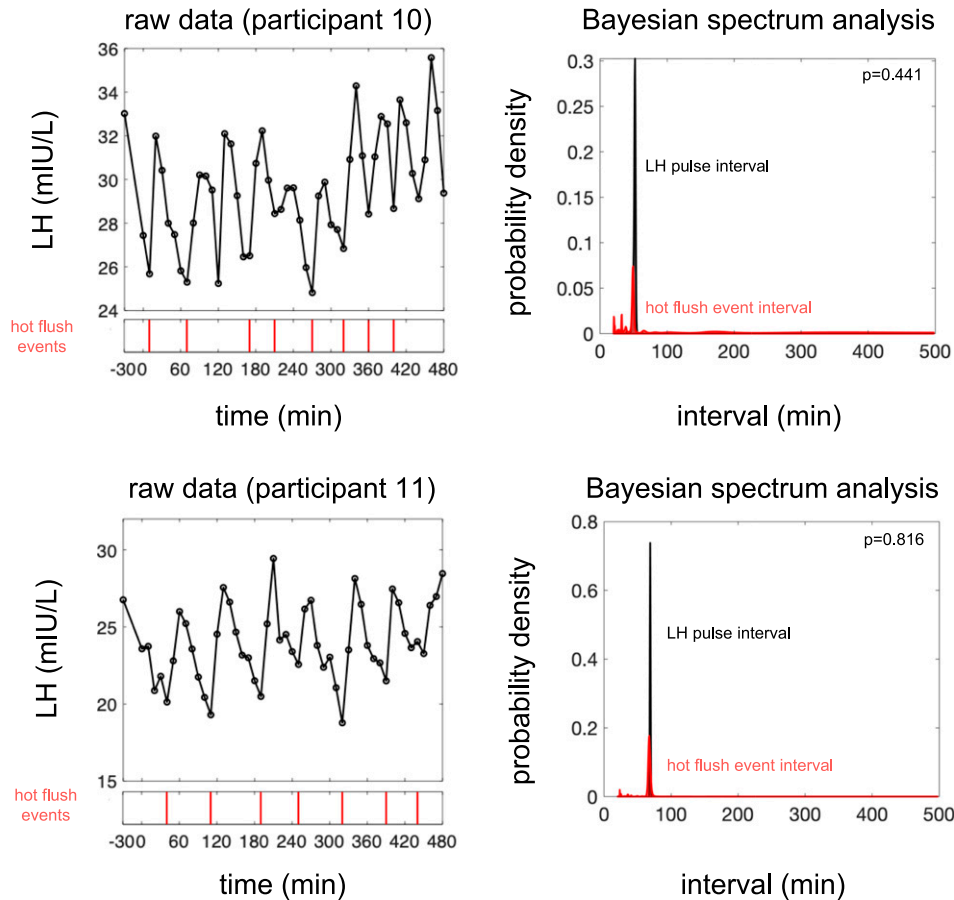 raw data (participant 10)
Bayesian spectrum analysis
36
34
32
30
28
26
24
LH (mIU/L)
hot flush
events
-300 60 120 180 240 300 360 420 480
time (min)
0.3
0.25
0.2
0.15
0.1
0.05
0
probability density
p=0.441
LH pulse interval
hot flush event interval
0 100 200 300 400 500
interval (min)
raw data (participant 11)
Bayesian spectrum analysis
30
25
20
15
LH (mIU/L)
hot flush
events
-300 60 120 180 240 300 360 420 480
time (min)
0.8
0.6
0.4
0.2
0
probability density
p=0.816
LH pulse interval
hot flush event interval
0 100 200 300 400 500
interval (min)